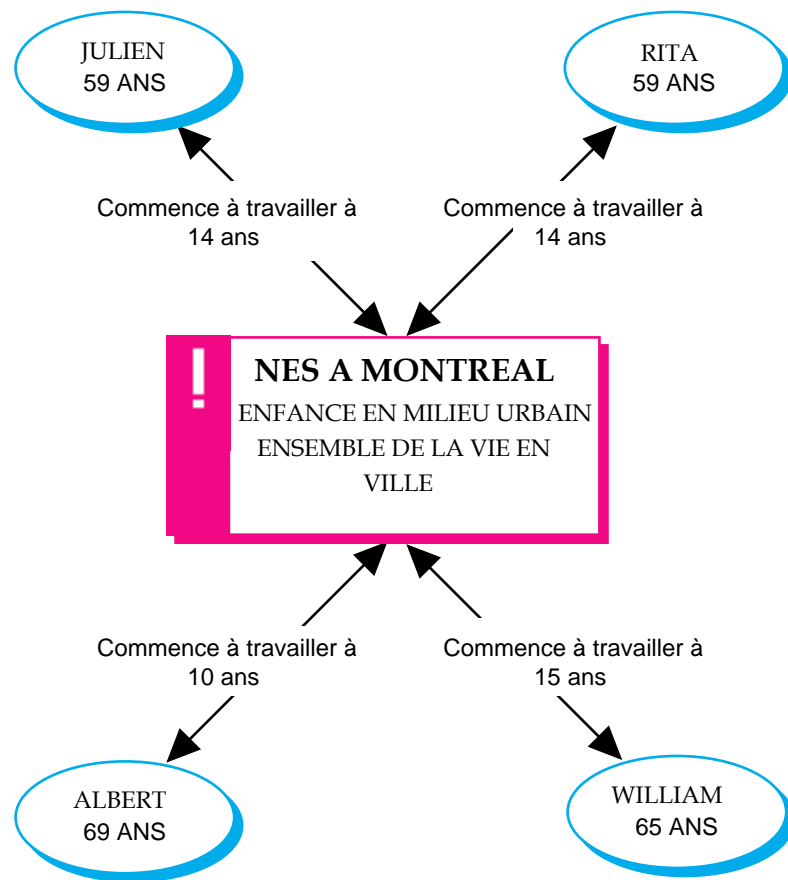 JULIEN
59 ANS
RITA
59 ANS
Commence à travailler à
14 ans
Commence à travailler à
14 ans
!
NES A MONTREAL
ENFANCE EN MILIEU URBAIN
ENSEMBLE DE LA VIE EN
VILLE
Commence à travailler à
10 ans
Commence à travailler à
15 ans
ALBERT
69 ANS
WILLIAM
65 ANS